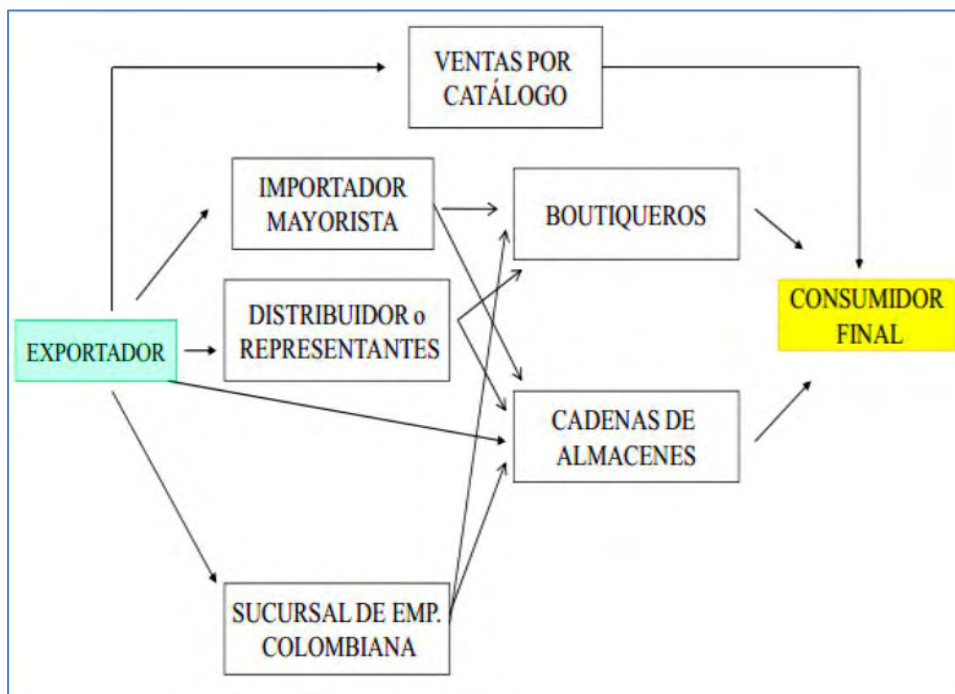 VENTAS POR
CATÁLOGO
IMPORTADOR
MAYORISTA
BOUTIQUEROS
DISTRIBUIDOR o
REPRESENTANTES
CONSUMIDOR
FINAL
EXPORTADOR
CADENAS DE
ALMACENES
SUCURSAL DE EMP.
COLOMBIANA